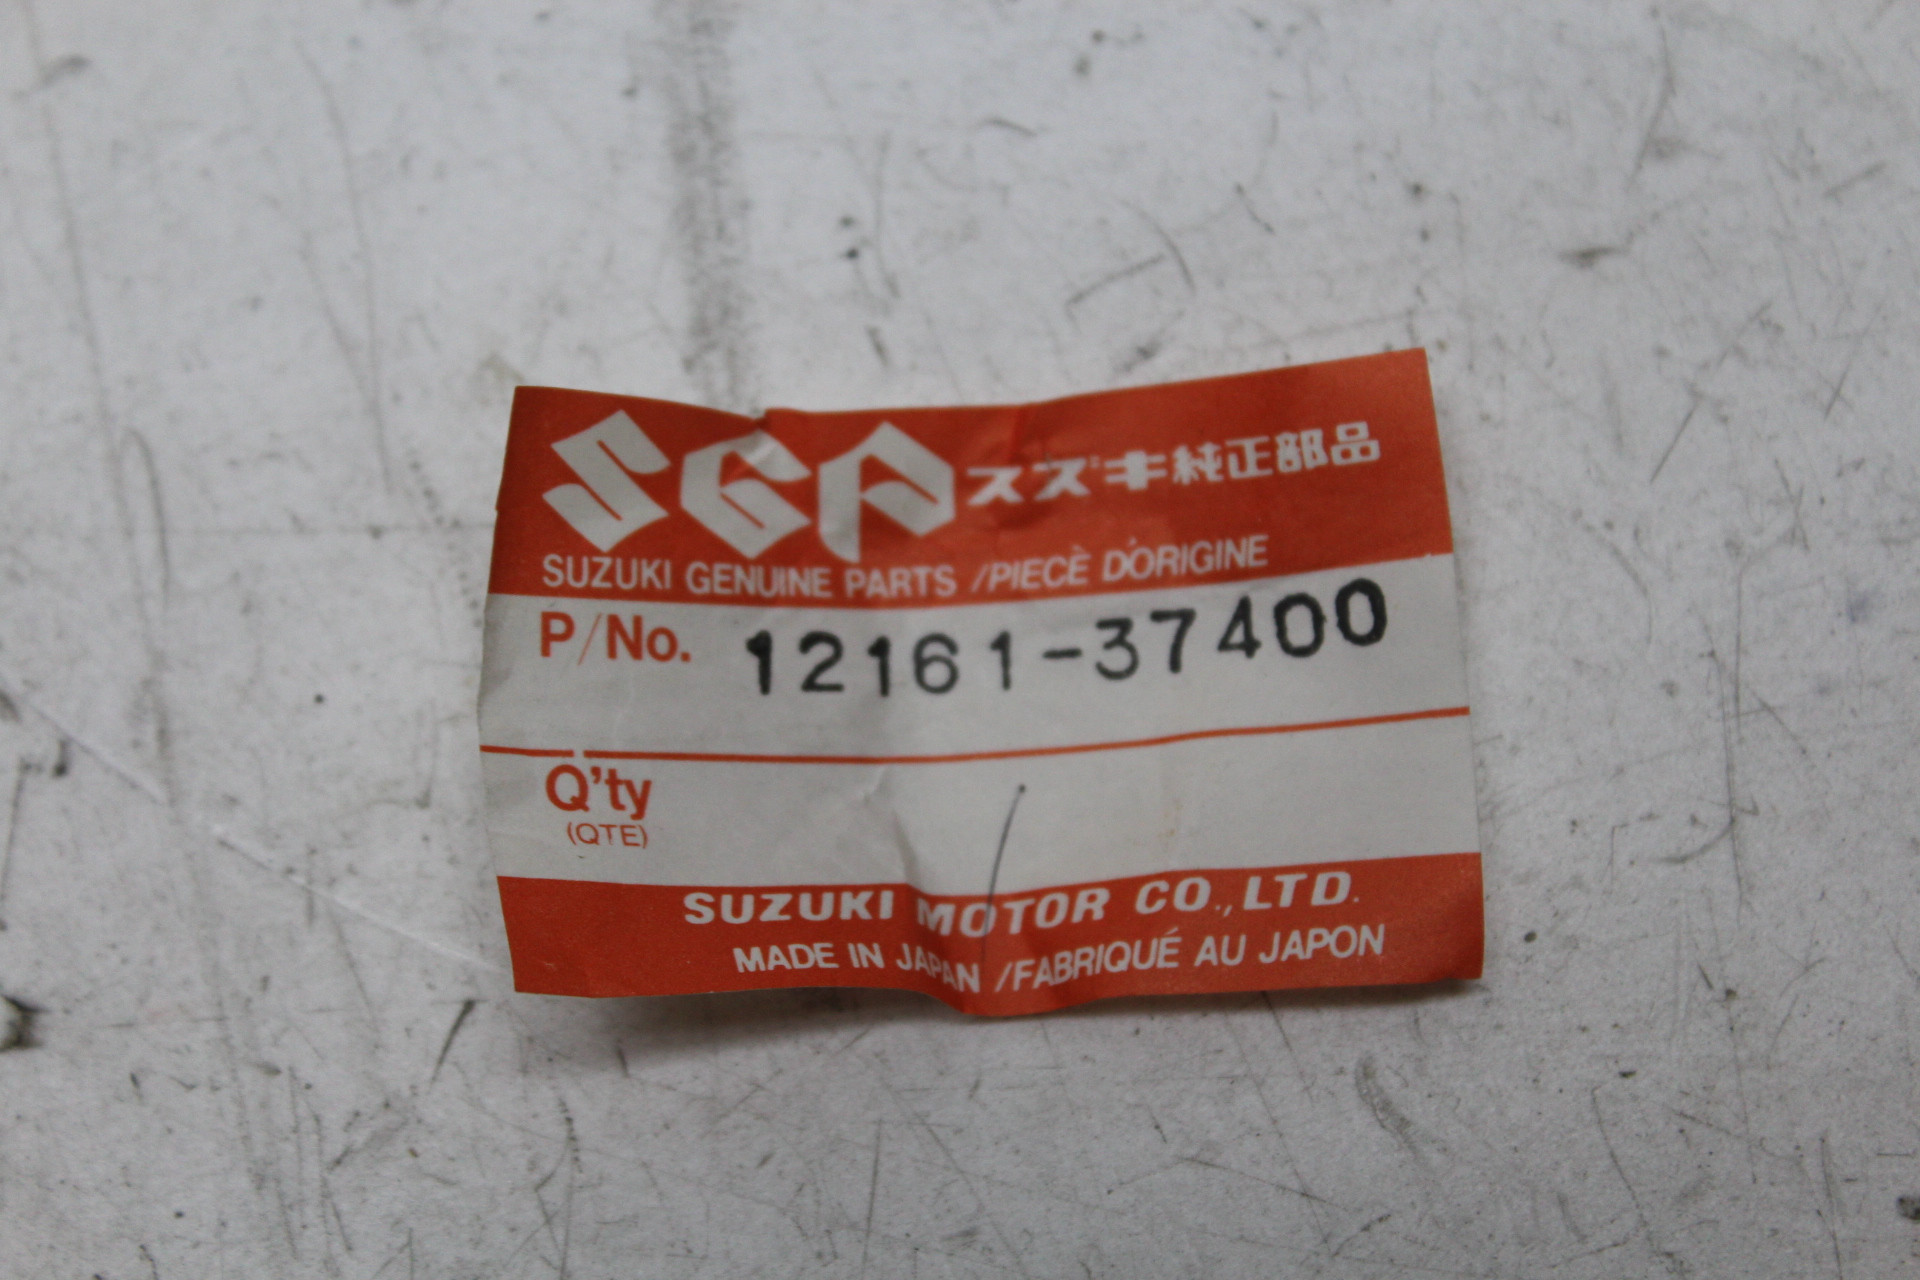 SGP スズキ純正部品
SUZUKI GENUINE PARTS /PIECÈ D'ORIGINE
P/No. 12161-37400
Q'ty
(QTE)
SUZUKI MOTOR CO.,LTD.
MADE IN JAPAN /FABRIQUÉ AU JAPON